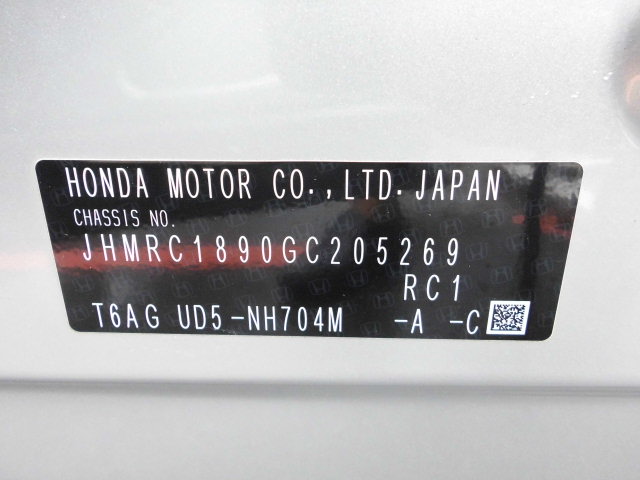 HONDA MOTOR CO.,LTD.JAPAN
CHASSIS NO.
JHMRC1890GC205269
RC1
T6AG UD5-NH704M -A -C